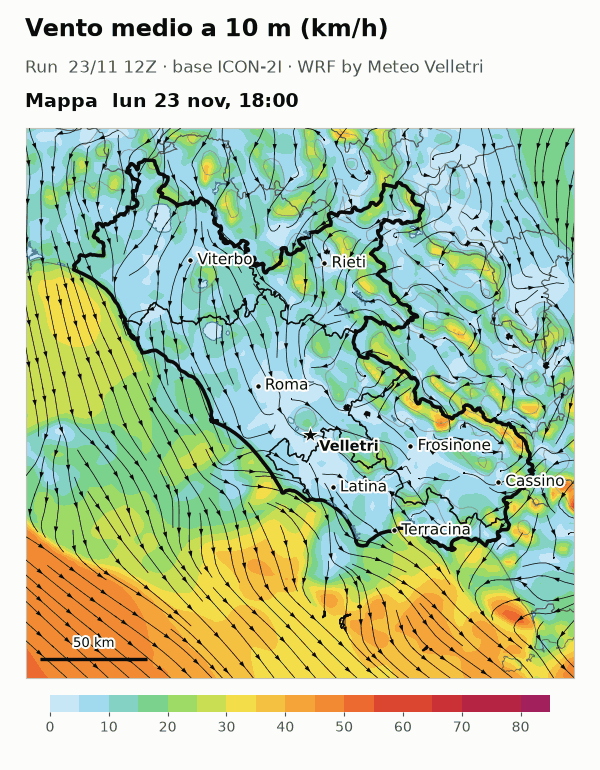 Vento medio a 10 m (km/h)
Run  23/11 12Z · base ICON-2I · WRF by Meteo Velletri
Mappa  lun 23 nov, 18:00
Viterbo
Rieti
Roma
Velletri
Frosinone
Cassino
Latina
Terracina
50 km
0 10 20 30 40 50 60 70 80